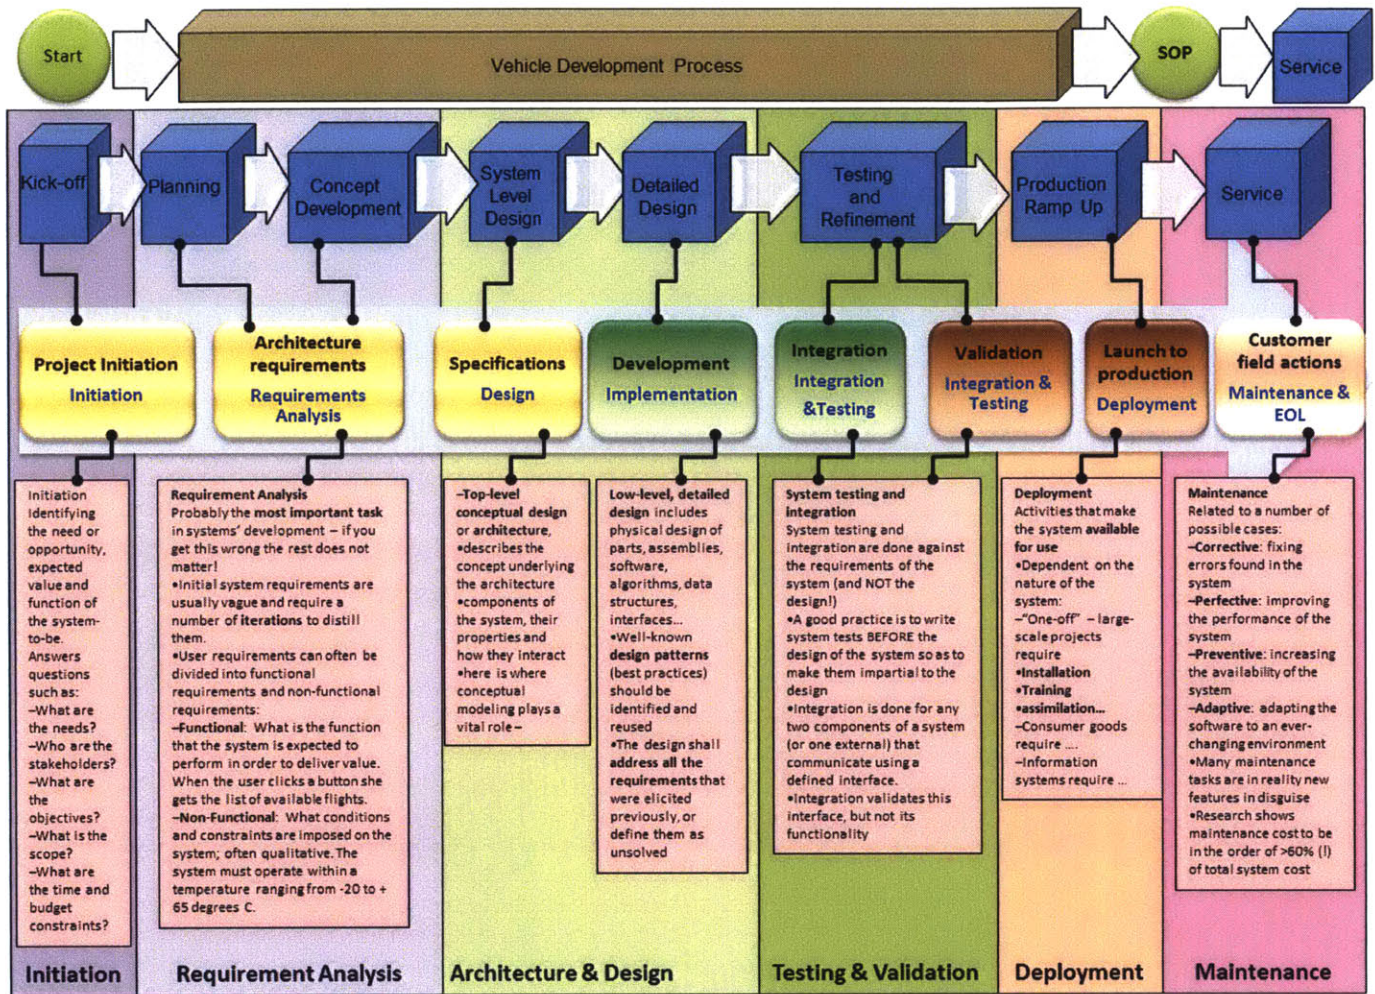 Start
Vehicle Development Process
SOP
Service
Kick-off
Planning
Concept
Development
System
Level
Design
Detailed
Design
Testing
and
Refinement
Production
Ramp Up
Service
Project Initiation
Initiation
Architecture
requirements
Requirements
Analysis
Specifications
Design
Development
Implementation
Integration
Integration
&Testing
Validation
Integration &
Testing
Launch to
production
Deployment
Customer
field actions
Maintenance &
EOL
Initiation
Identifying
the need or
opportunity,
expected
value and
function of
the system-
to-be.
Answers
questions
such as:
–What are
the needs?
–Who are the
stakeholders?
–What are
the
objectives?
–What is the
scope?
–What are
the time and
budget
constraints?
Requirement Analysis
Probably the most important task
in systems' development – if you
get this wrong the rest does not
matter!
•Initial system requirements are
usually vague and require a
number of iterations to distill
them.
•User requirements can often be
divided into functional
requirements and non-functional
requirements:
–Functional: What is the function
that the system is expected to
perform in order to deliver value.
When the user clicks a button she
gets the list of available flights.
–Non-Functional: What conditions
and constraints are imposed on the
system; often qualitative. The
system must operate within a
temperature ranging from -20 to +
65 degrees C.
–Top-level
conceptual design
or architecture,
•describes the
concept underlying
the architecture
•components of
the system, their
properties and
how they interact
•here is where
conceptual
modeling plays a
vital role –
Low-level, detailed
design includes
physical design of
parts, assemblies,
software,
algorithms, data
structures,
interfaces...
•Well-known
design patterns
(best practices)
should be
identified and
reused
•The design shall
address all the
requirements that
were elicited
previously, or
define them as
unsolved
System testing and
integration
System testing and
integration are done against
the requirements of the
system (and NOT the
design!)
•A good practice is to write
system tests BEFORE the
design of the system so as to
make them impartial to the
design
•Integration is done for any
two components of a system
(or one external) that
communicate using a
defined interface.
•Integration validates this
interface, but not its
functionality
Deployment
Activities that make
the system available
for use
•Dependent on the
nature of the
system:
–"One-off" – large-
scale projects
require
•Installation
•Training
•assimilation...
–Consumer goods
require ....
–Information
systems require ...
Maintenance
Related to a number of
possible cases:
–Corrective: fixing
errors found in the
system
–Perfective: improving
the performance of the
system
–Preventive: increasing
the availability of the
system
–Adaptive: adapting the
software to an ever-
changing environment
•Many maintenance
tasks are in reality new
features in disguise
•Research shows
maintenance cost to be
in the order of >60% (!)
of total system cost
Initiation
Requirement Analysis
Architecture & Design
Testing & Validation
Deployment
Maintenance